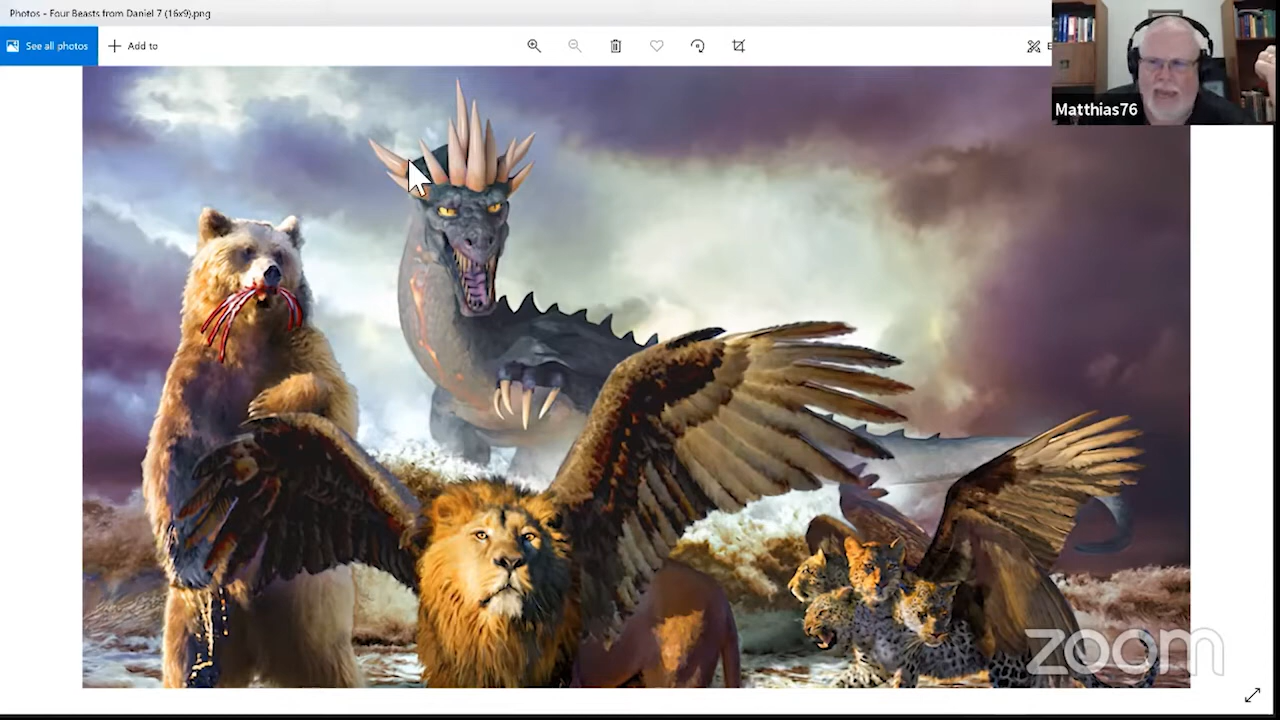 Photos - Four Beasts from Daniel 7 (16x9).png
See all photos
Add to
Matthias76
zoom